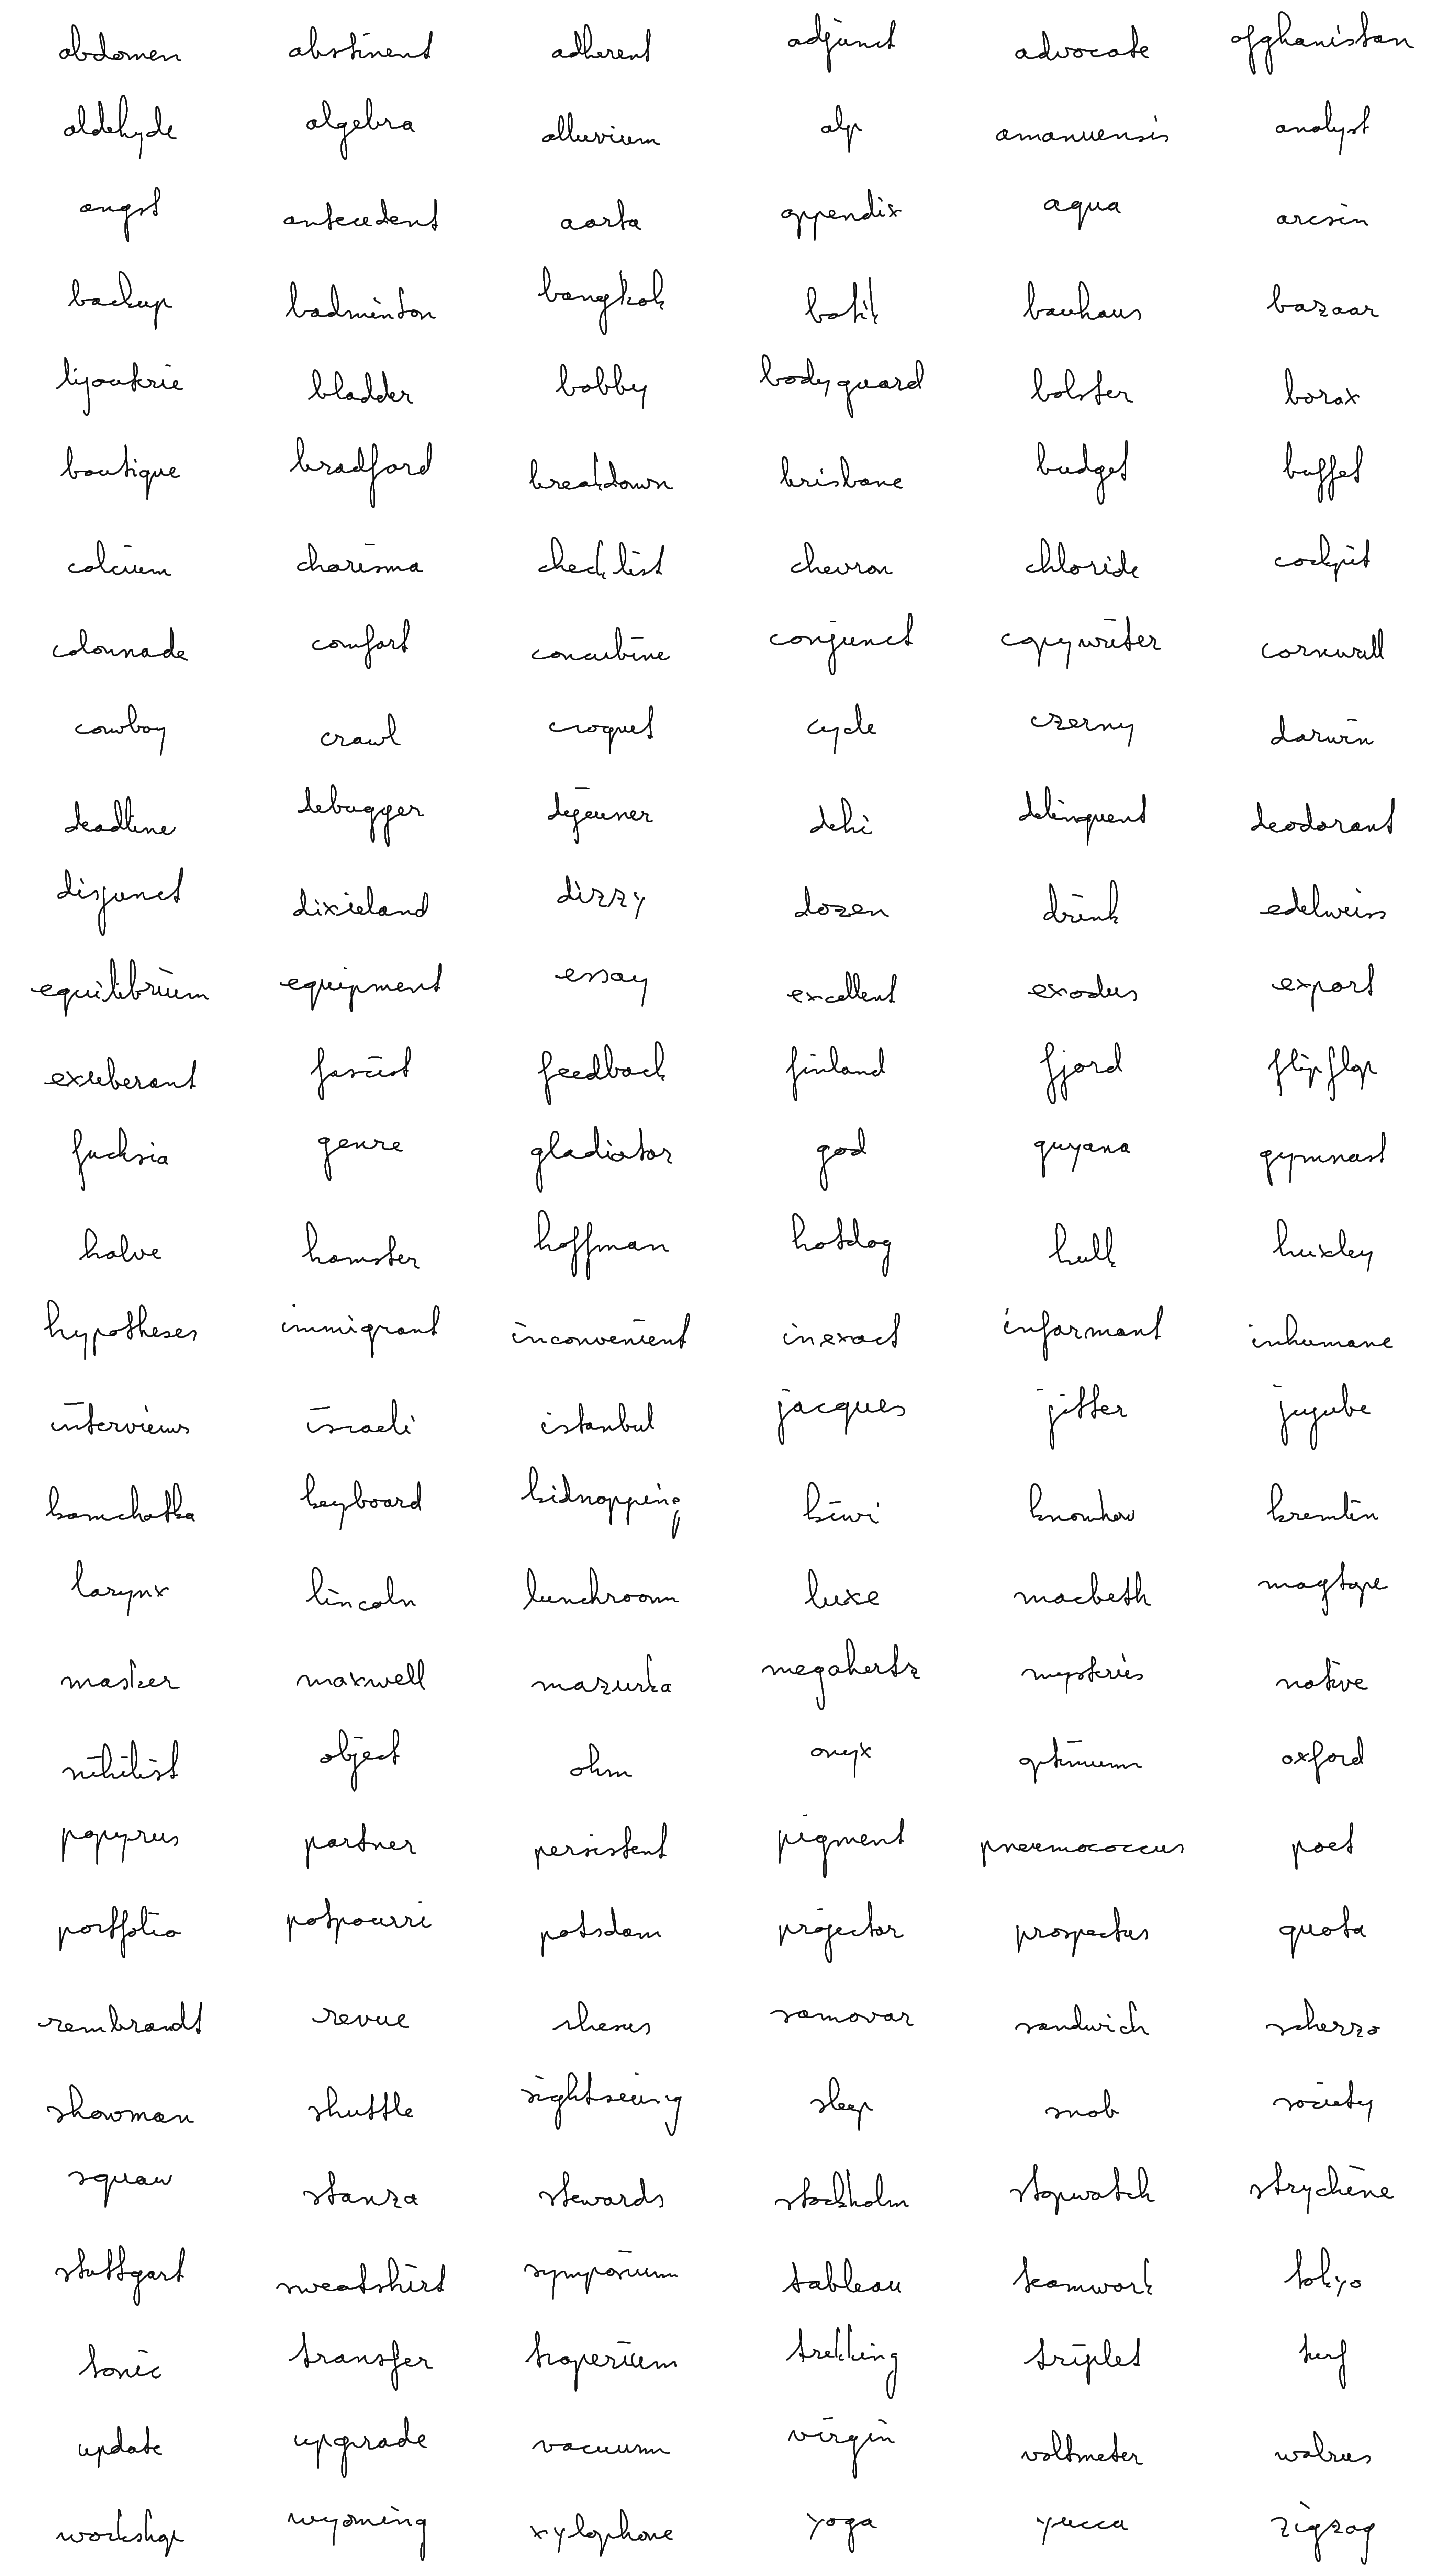 abdomen abstinent adherent adjunct advocate afghanistan
aldehyde algebra alluvium alp amanuensis analyst
angst antecedent aorta appendix aqua arcsin
backup badminton bangkok batik bauhaus bazaar
bijouterie bladder bobby bodyguard bolster borax
boutique bradford breakdown brisbane budget buffet
calcium charisma checklist chevron chloride cockpit
colonnade comfort concubine conjunct copywriter cornwall
cowboy crawl croquet cycle czerny darwin
deadline debugger dejeuner delhi delinquent deodorant
disjunct dixieland dizzy dozen drink edelweiss
equilibrium equipment essay excellent exodus export
exuberant fascist feedback finland fjord flipflop
fuchsia genre gladiator god guyana gymnast
halve hamster hoffman hotdog hulk huxley
hypotheses immigrant inconvenient inexact informant inhumane
interviews israeli istanbul jacques jitter jujube
kamchatka keyboard kidnapping kiwi knowhow kremlin
larynx lincoln lunchroom luxe macbeth magtape
masker maxwell mazurka megahertz mysteries native
nihilist object ohm onyx optimum oxford
papyrus partner persistent pigment pneumococcus poet
portfolio potpourri potsdam projector prospectus quota
rembrandt revue rhesus samovar sandwich scherzo
showman shuttle sightseeing sleep snob society
squaw stanza stewards stockholm stopwatch strychine
stuttgart sweatshirt symposium tableau teamwork tokyo
tonic transfer trapezium trekking triplet turf
update upgrade vacuum virgin voltmeter walrus
workshop wyoming xylophone yoga yucca zigzag